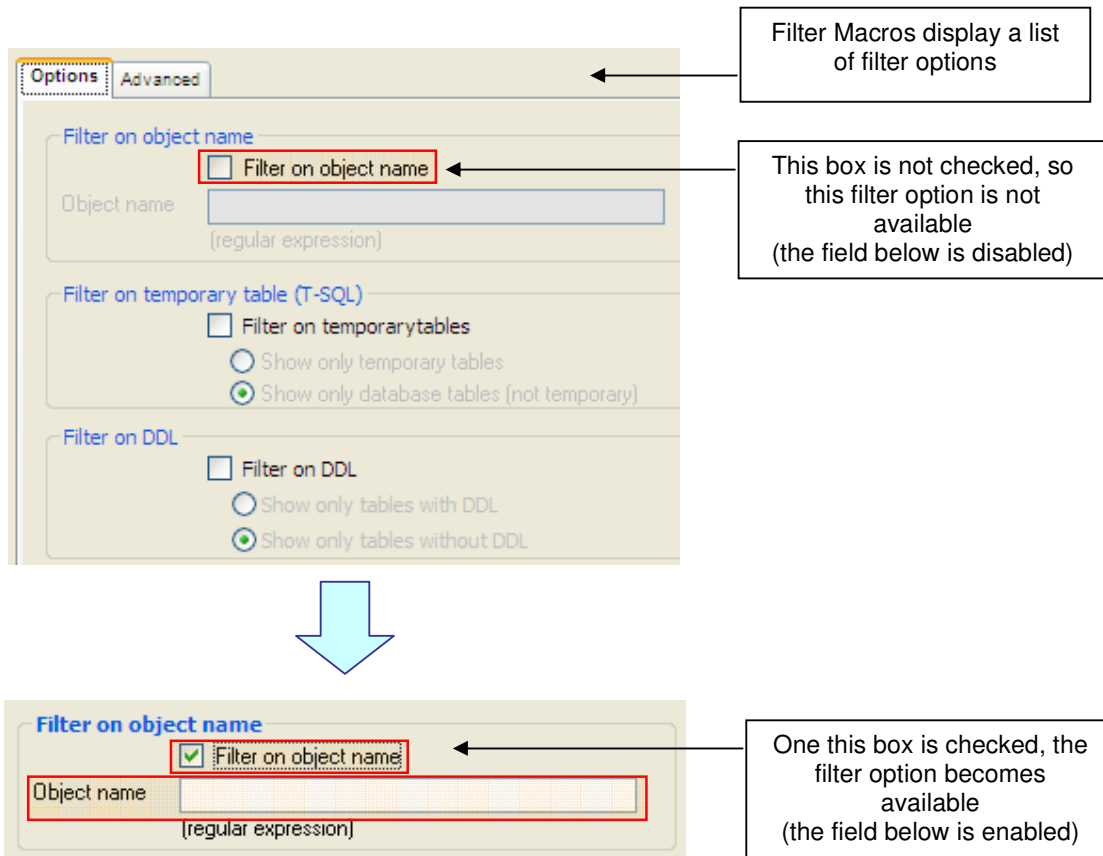 Filter Macros display a list
of filter options
Options Advanced
Filter on object name
Filter on object name
Object name
(regular expression)
This box is not checked, so
this filter option is not
available
(the field below is disabled)
Filter on temporary table (T-SQL)
Filter on temporarytables
Show only temporary tables
Show only database tables (not temporary)
Filter on DDL
Filter on DDL
Show only tables with DDL
Show only tables without DDL
Filter on object name
Filter on object name
Object name
(regular expression)
One this box is checked, the
filter option becomes
available
(the field below is enabled)